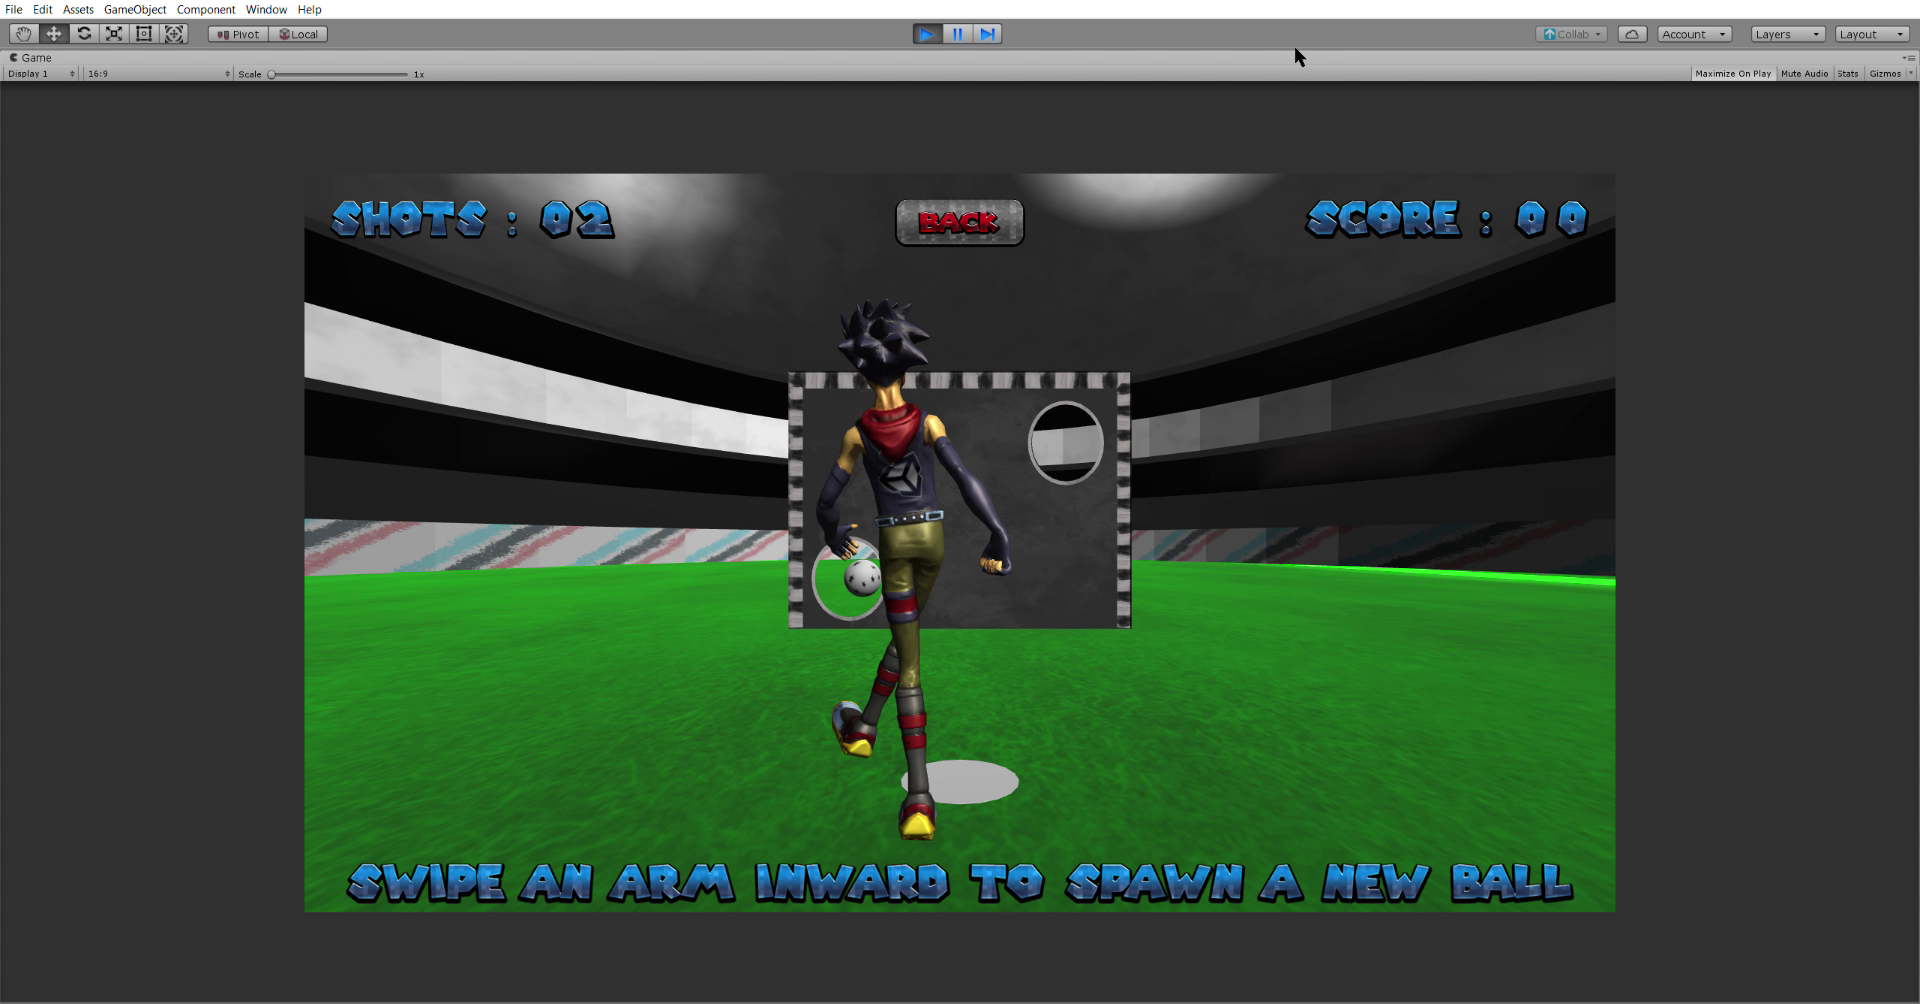 File Edit Assets GameObject Component Window Help
Pivot Local Collab Account Layers Layout
Game
Display 1 16:9 Scale 1x Maximize On Play Mute Audio Stats Gizmos
SHOTS : 02 BACK SCORE : 00
SWIPE AN ARM INWARD TO SPAWN A NEW BALL